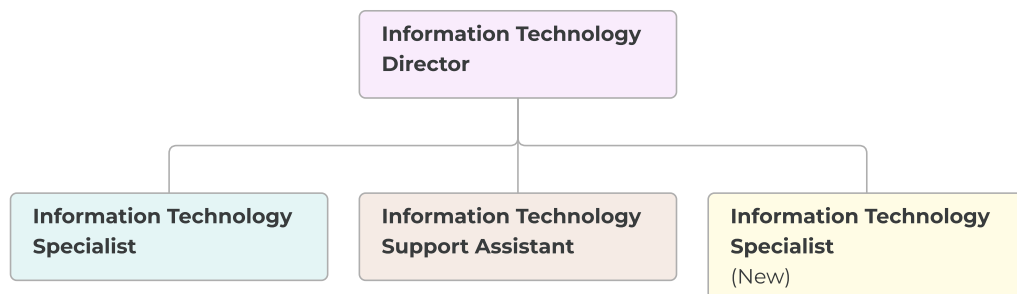 Information Technology
Director
Information Technology
Specialist
Information Technology
Support Assistant
Information Technology
Specialist
(New)